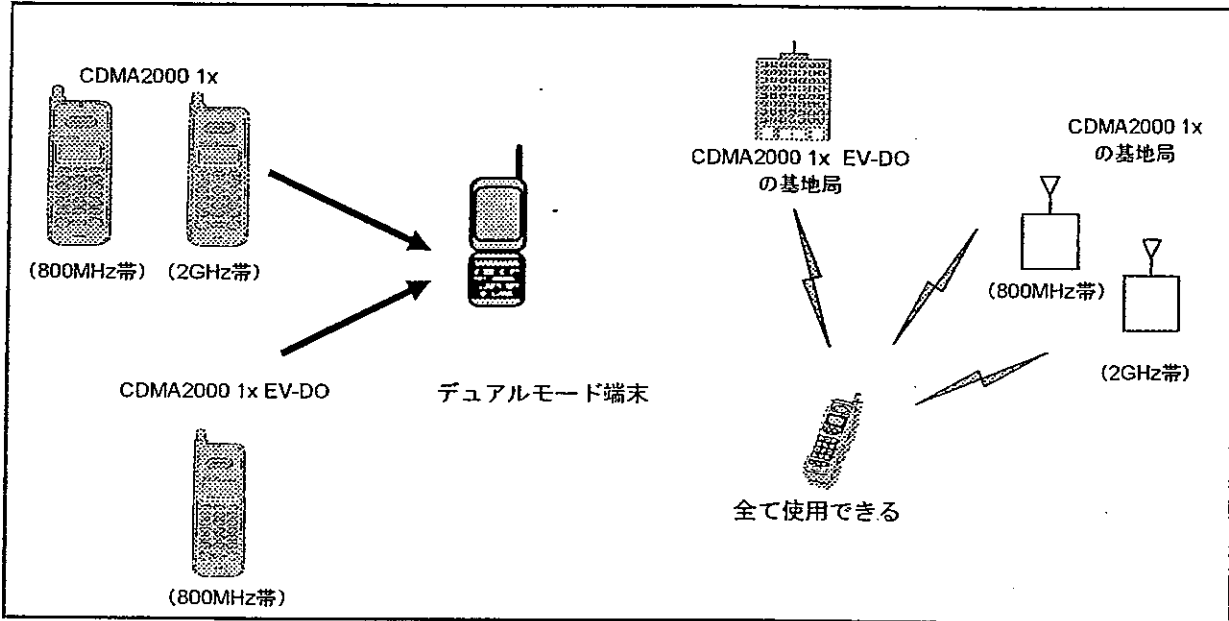 CDMA2000 1x
(800MHz帯)
(2GHz帯)
CDMA2000 1x EV-DO
(800MHz帯)
デュアルモード端末
CDMA2000 1x EV-DO
の基地局
CDMA2000 1x
の基地局
(800MHz帯)
(2GHz帯)
全て使用できる